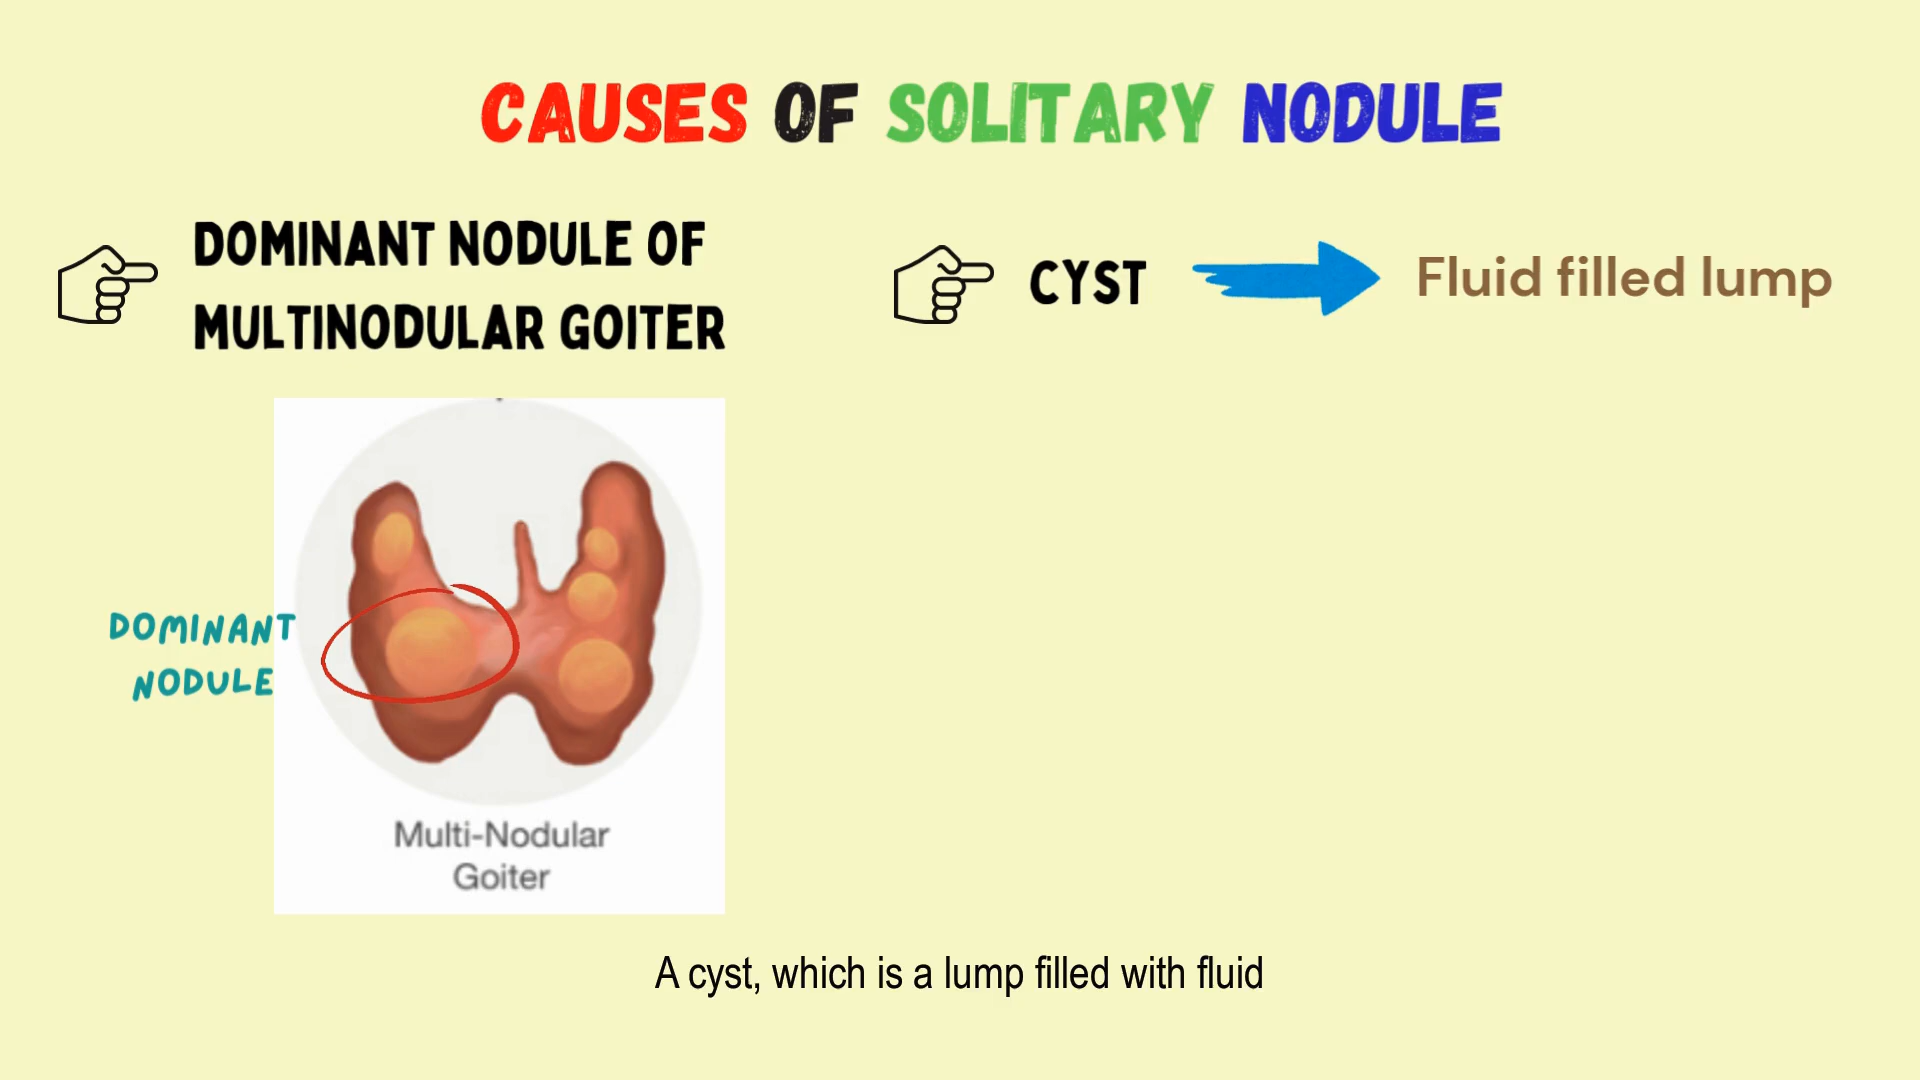 CAUSES OF SOLITARY NODULE
DOMINANT NODULE OF
MULTINODULAR GOITER
CYST
Fluid filled lump
DOMINANT
NODULE
Multi-Nodular
Goiter
A cyst, which is a lump filled with fluid